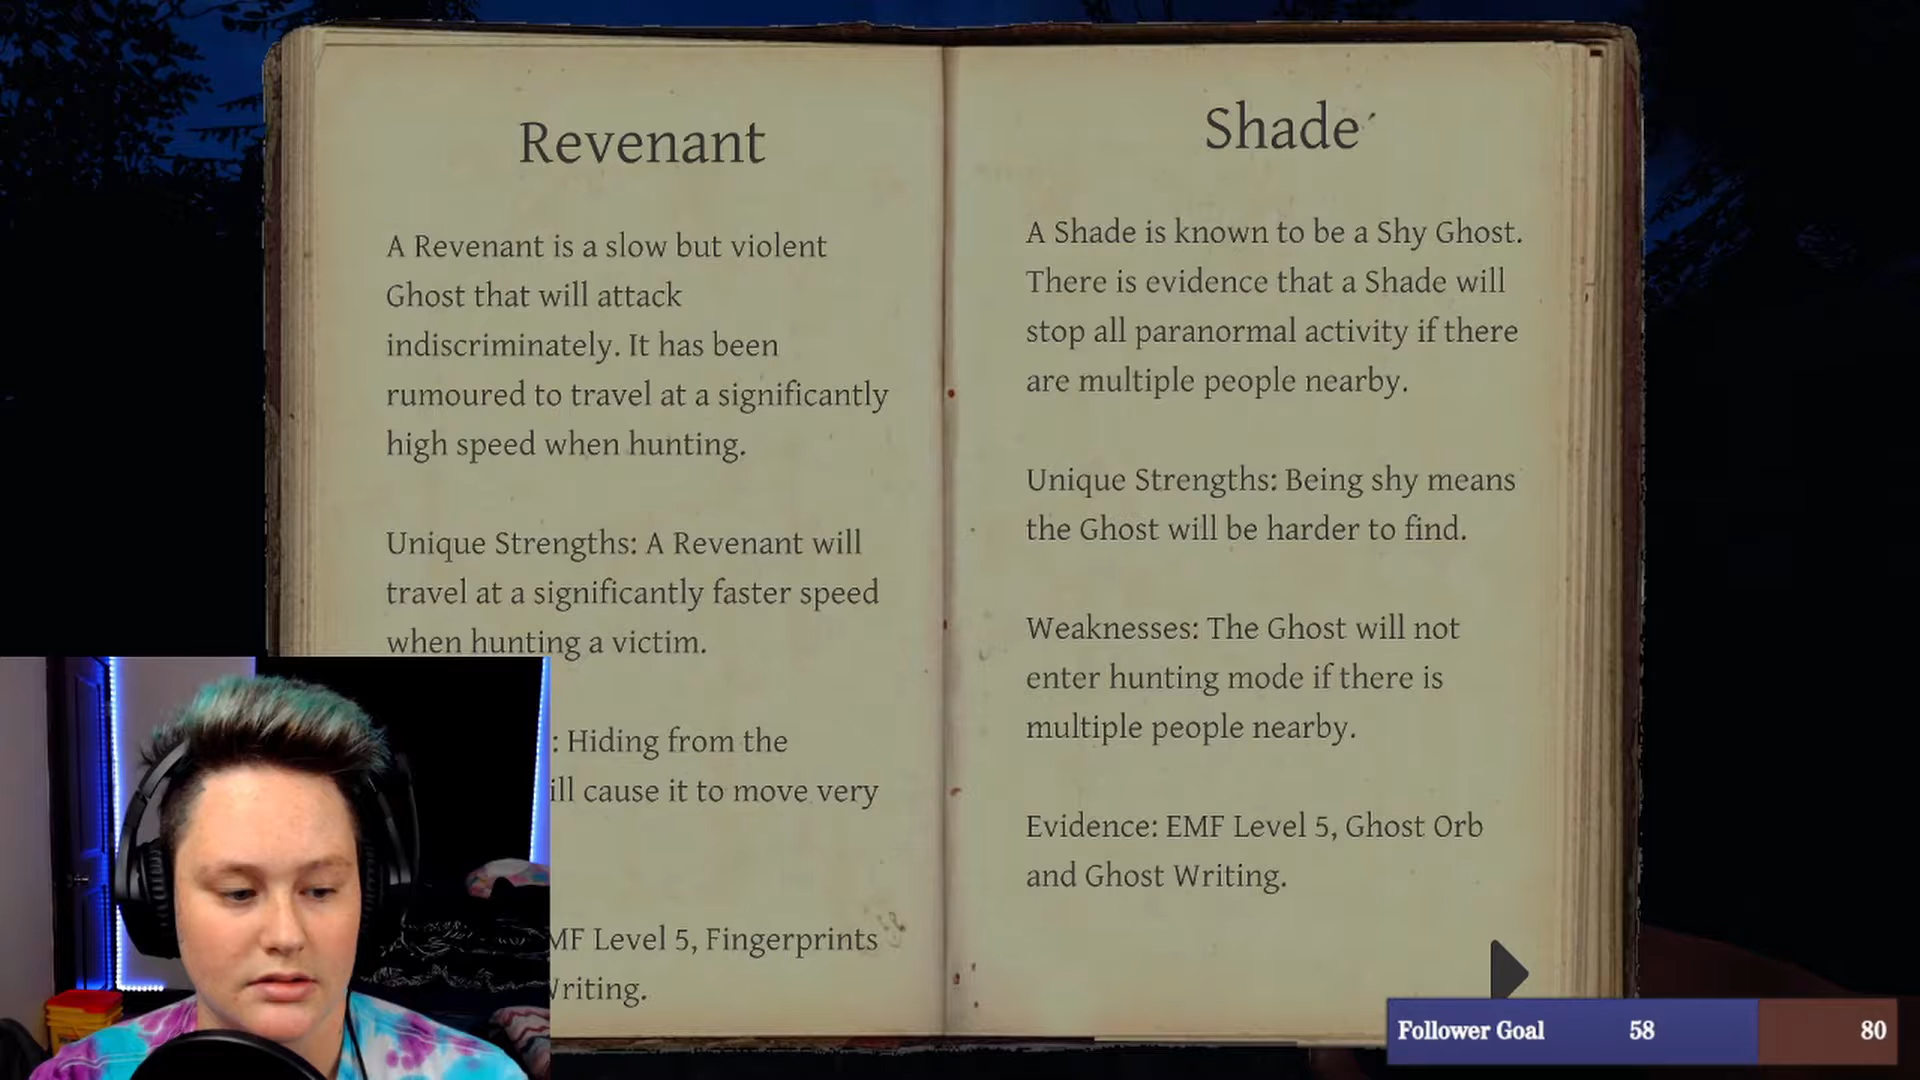 Revenant
A Revenant is a slow but violent
Ghost that will attack
indiscriminately. It has been
rumoured to travel at a significantly
high speed when hunting.
Unique Strengths: A Revenant will
travel at a significantly faster speed
when hunting a victim.
: Hiding from the
ill cause it to move very
MF Level 5, Fingerprints
Writing.
Shade
A Shade is known to be a Shy Ghost.
There is evidence that a Shade will
stop all paranormal activity if there
are multiple people nearby.
Unique Strengths: Being shy means
the Ghost will be harder to find.
Weaknesses: The Ghost will not
enter hunting mode if there is
multiple people nearby.
Evidence: EMF Level 5, Ghost Orb
and Ghost Writing.
Follower Goal 58 80